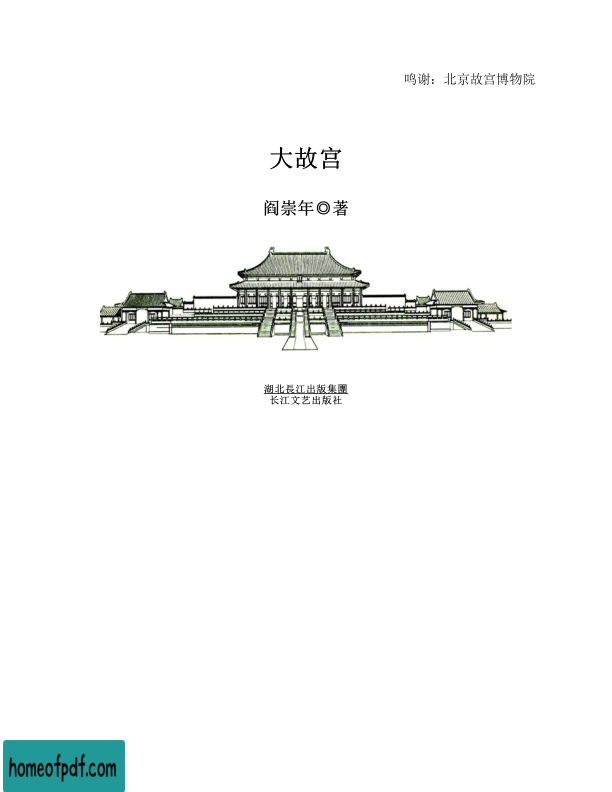 鸣谢：北京故宫博物院
大故宫
阎崇年◎著
湖北長江出版集團
长江文艺出版社
homeofpdf.com